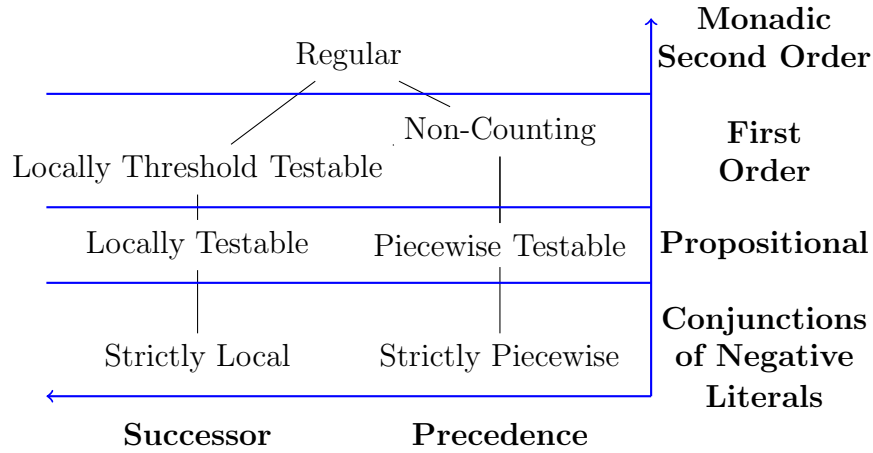 Monadic
Second Order
Regular
Non-Counting
First
Order
Locally Threshold Testable
Locally Testable
Piecewise Testable
Propositional
Conjunctions
of Negative
Literals
Strictly Local
Strictly Piecewise
Successor
Precedence